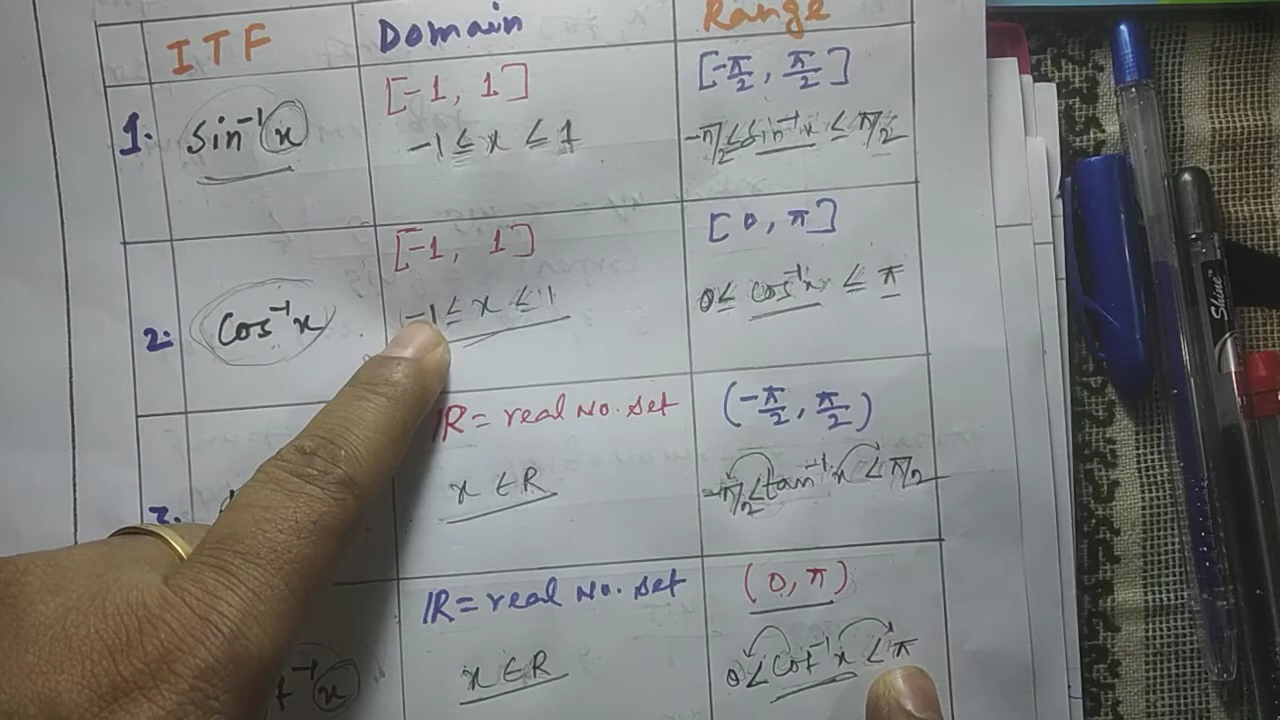 ITF Domain Range
1. sin⁻¹x [-1, 1] [-π/2, π/2]
-1 ≤ x ≤ 1 -π/2 ≤ sin⁻¹x ≤ π/2
2. cos⁻¹x [-1, 1] [0, π]
-1 ≤ x ≤ 1 0 ≤ cos⁻¹x ≤ π
IR = real No. set (-π/2, π/2)
x ∈ R -π/2 < tan⁻¹x < π/2
IR = real No. set (0, π)
x ∈ R 0 < cot⁻¹x < π
Shine